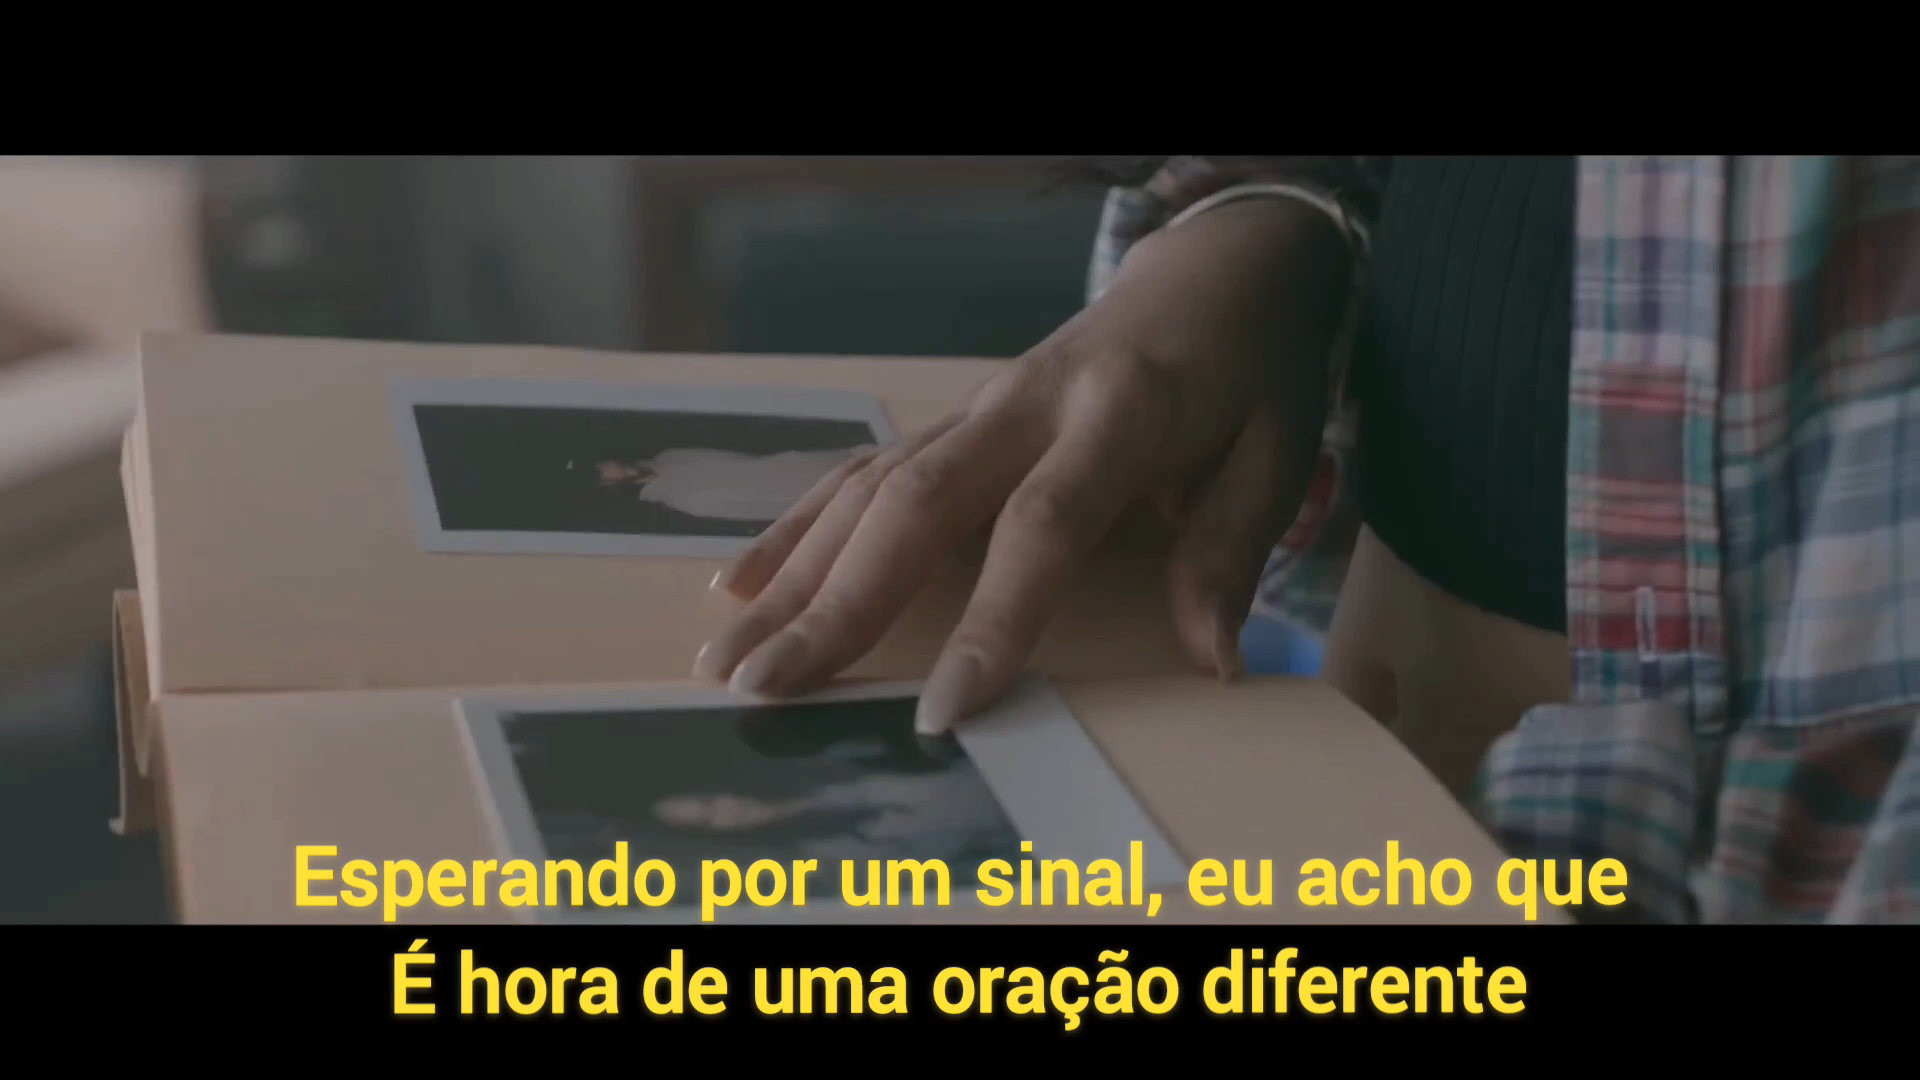 Esperando por um sinal, eu acho que
É hora de uma oração diferente